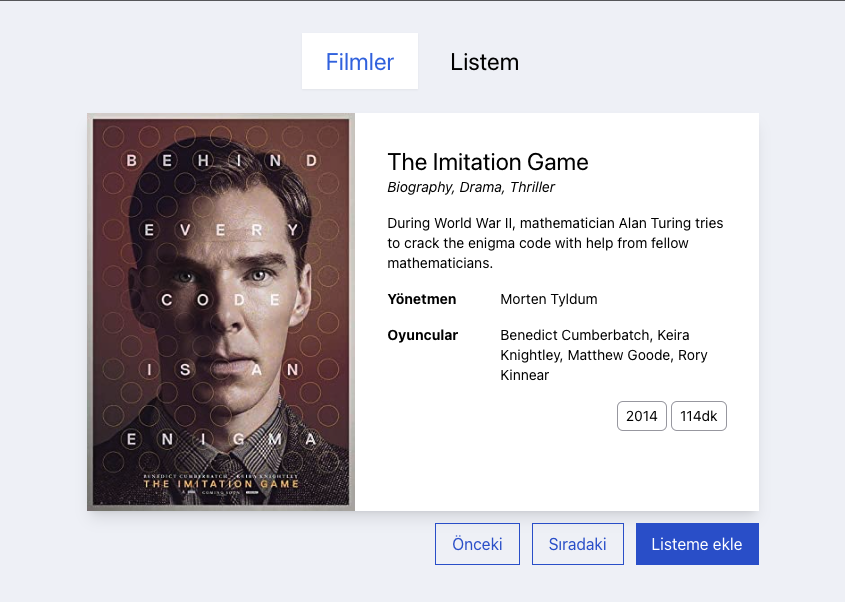 Filmler
Listem
BEHIND
EVERY
CODE
IS AN
ENIGMA
BENEDICT CUMBERBATCH KEIRA KNIGHTLEY
THE IMITATION GAME
COMING SOON
The Imitation Game
Biography, Drama, Thriller
During World War II, mathematician Alan Turing tries
to crack the enigma code with help from fellow
mathematicians.
Yönetmen
Morten Tyldum
Oyuncular
Benedict Cumberbatch, Keira
Knightley, Matthew Goode, Rory
Kinnear
2014
114dk
Önceki
Sıradaki
Listeme ekle